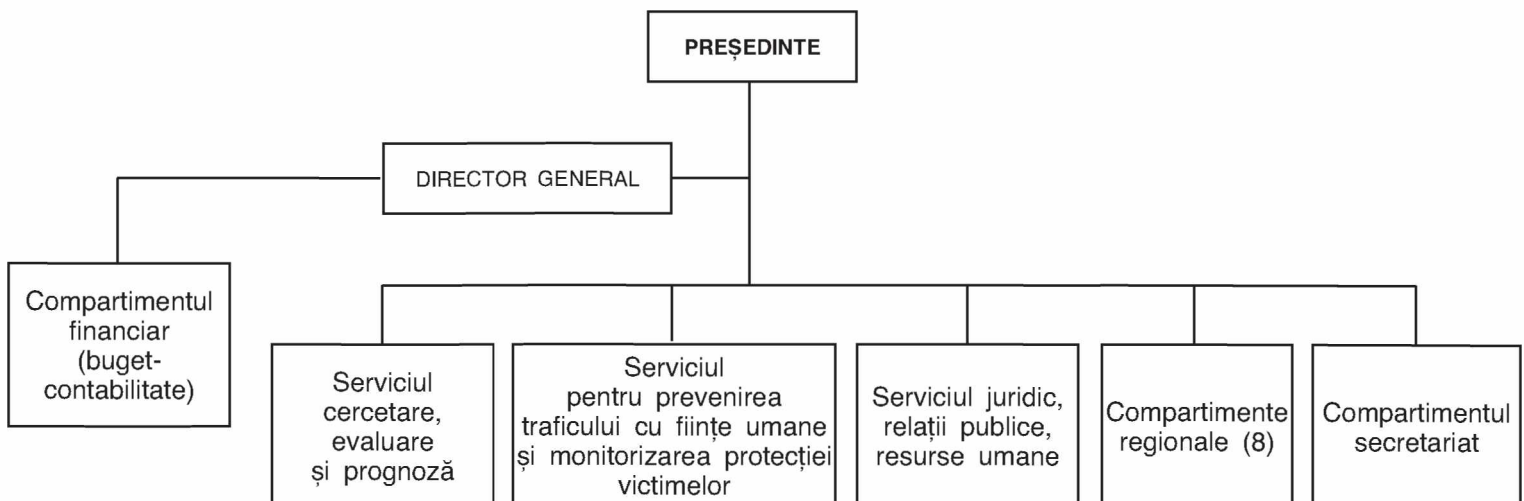 PREȘEDINTE
DIRECTOR GENERAL
Compartimentul
financiar
(buget-
contabilitate)
Serviciul
cercetare,
evaluare
și prognoză
Serviciul
pentru prevenirea
traficului cu ființe umane
și monitorizarea protecției
victimelor
Serviciul juridic,
relații publice,
resurse umane
Compartimente
regionale (8)
Compartimentul
secretariat